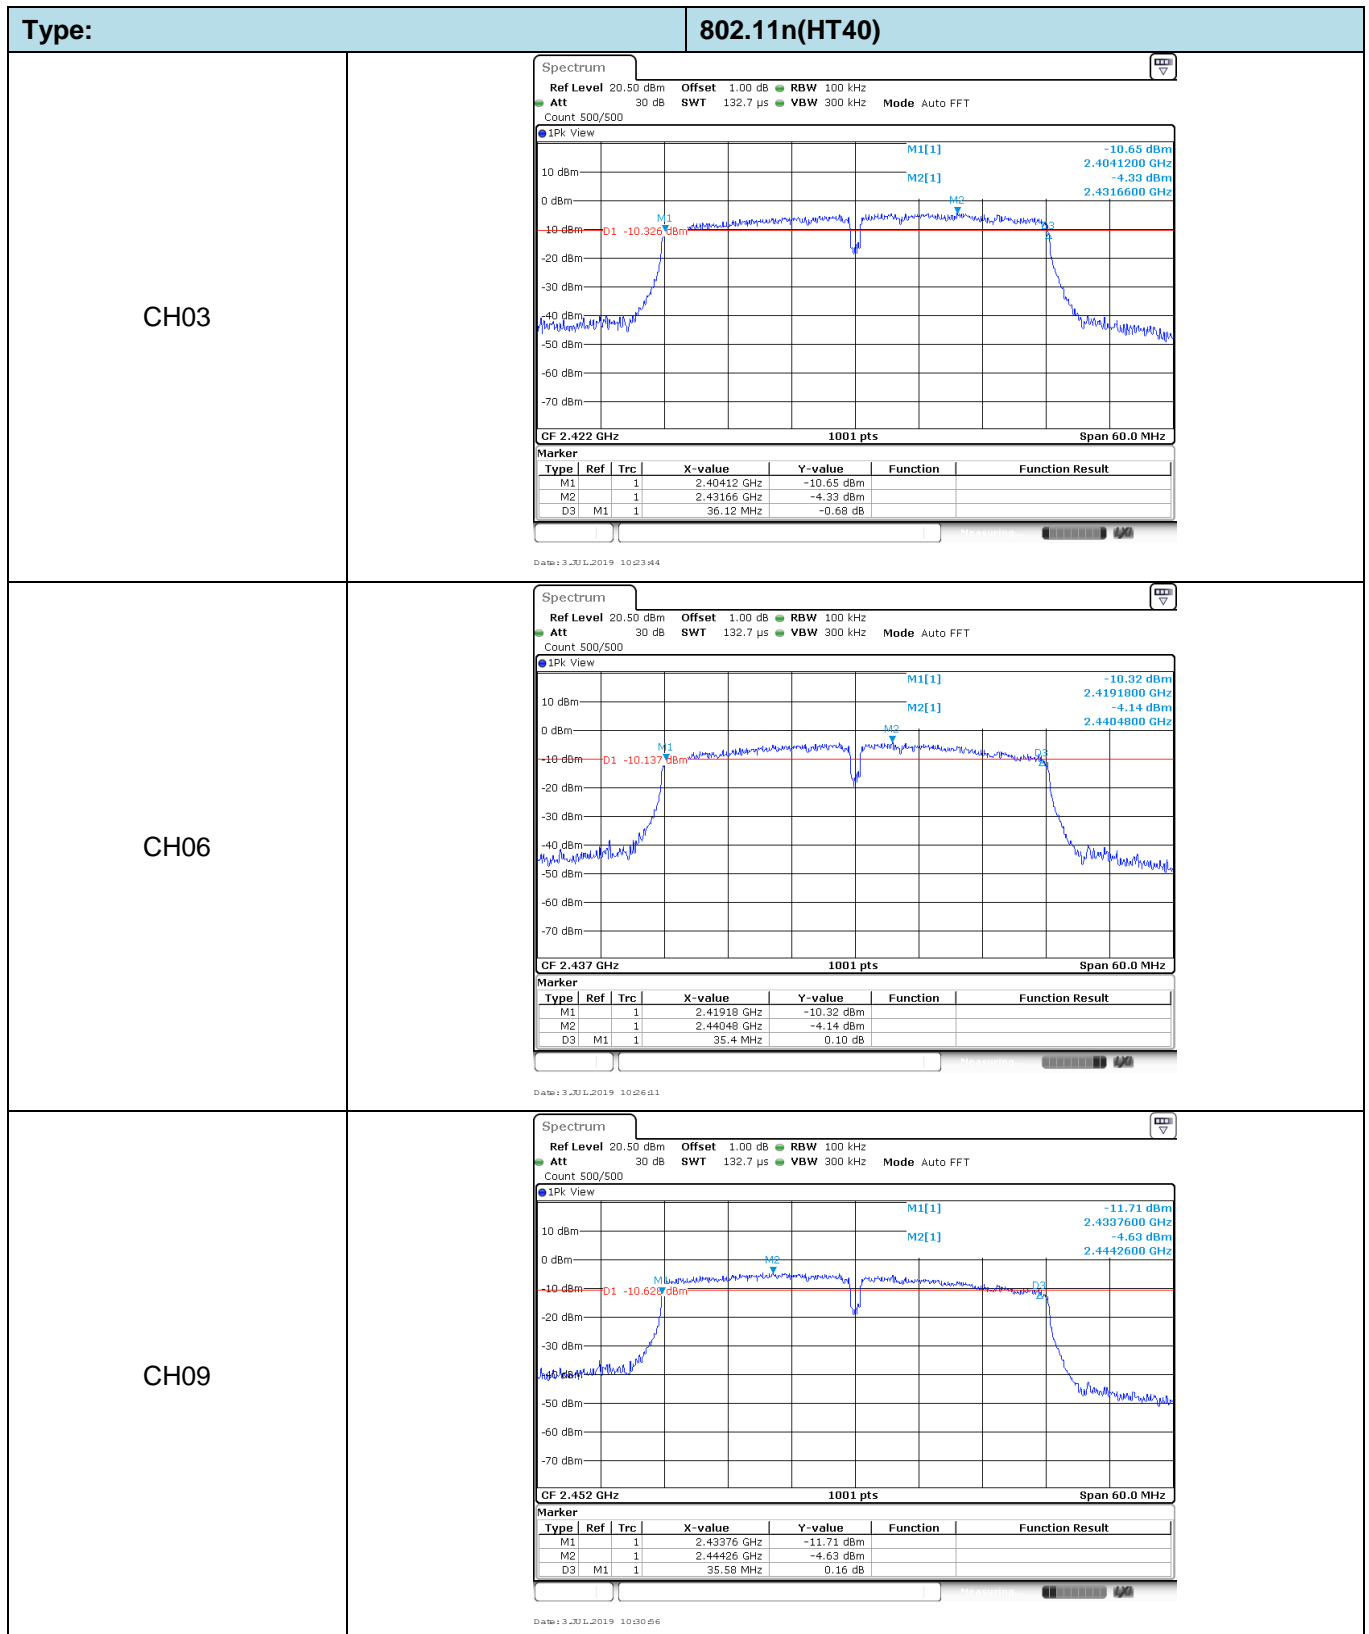 Type: 802.11n(HT40)
CH03
Spectrum
Ref Level 20.50 dBm Offset 1.00 dB RBW 100 kHz
Att 30 dB SWT 132.7 µs VBW 300 kHz Mode Auto FFT
Count 500/500
1Pk View
M1[1] -10.65 dBm
2.4041200 GHz
M2[1] -4.33 dBm
2.4316600 GHz
10 dBm
0 dBm
M2
M1
D3
-10 dBm
D1 -10.326 dBm
-20 dBm
-30 dBm
-40 dBm
-50 dBm
-60 dBm
-70 dBm
CF 2.422 GHz 1001 pts Span 60.0 MHz
Marker
Type Ref Trc X-value Y-value Function Function Result
M1 1 2.40412 GHz -10.65 dBm
M2 1 2.43166 GHz -4.33 dBm
D3 M1 1 36.12 MHz -0.68 dB
Measuring...
Date: 3.JUL.2019 10:23:44
CH06
Spectrum
Ref Level 20.50 dBm Offset 1.00 dB RBW 100 kHz
Att 30 dB SWT 132.7 µs VBW 300 kHz Mode Auto FFT
Count 500/500
1Pk View
M1[1] -10.32 dBm
2.4191800 GHz
M2[1] -4.14 dBm
2.4404800 GHz
10 dBm
0 dBm
M2
M1
D3
-10 dBm
D1 -10.137 dBm
-20 dBm
-30 dBm
-40 dBm
-50 dBm
-60 dBm
-70 dBm
CF 2.437 GHz 1001 pts Span 60.0 MHz
Marker
Type Ref Trc X-value Y-value Function Function Result
M1 1 2.41918 GHz -10.32 dBm
M2 1 2.44048 GHz -4.14 dBm
D3 M1 1 35.4 MHz 0.10 dB
Measuring...
Date: 3.JUL.2019 10:26:11
CH09
Spectrum
Ref Level 20.50 dBm Offset 1.00 dB RBW 100 kHz
Att 30 dB SWT 132.7 µs VBW 300 kHz Mode Auto FFT
Count 500/500
1Pk View
M1[1] -11.71 dBm
2.4337600 GHz
M2[1] -4.63 dBm
2.4442600 GHz
10 dBm
0 dBm
M2
M1
D3
-10 dBm
D1 -10.628 dBm
-20 dBm
-30 dBm
-40 dBm
-50 dBm
-60 dBm
-70 dBm
CF 2.452 GHz 1001 pts Span 60.0 MHz
Marker
Type Ref Trc X-value Y-value Function Function Result
M1 1 2.43376 GHz -11.71 dBm
M2 1 2.44426 GHz -4.63 dBm
D3 M1 1 35.58 MHz 0.16 dB
Measuring...
Date: 3.JUL.2019 10:30:56